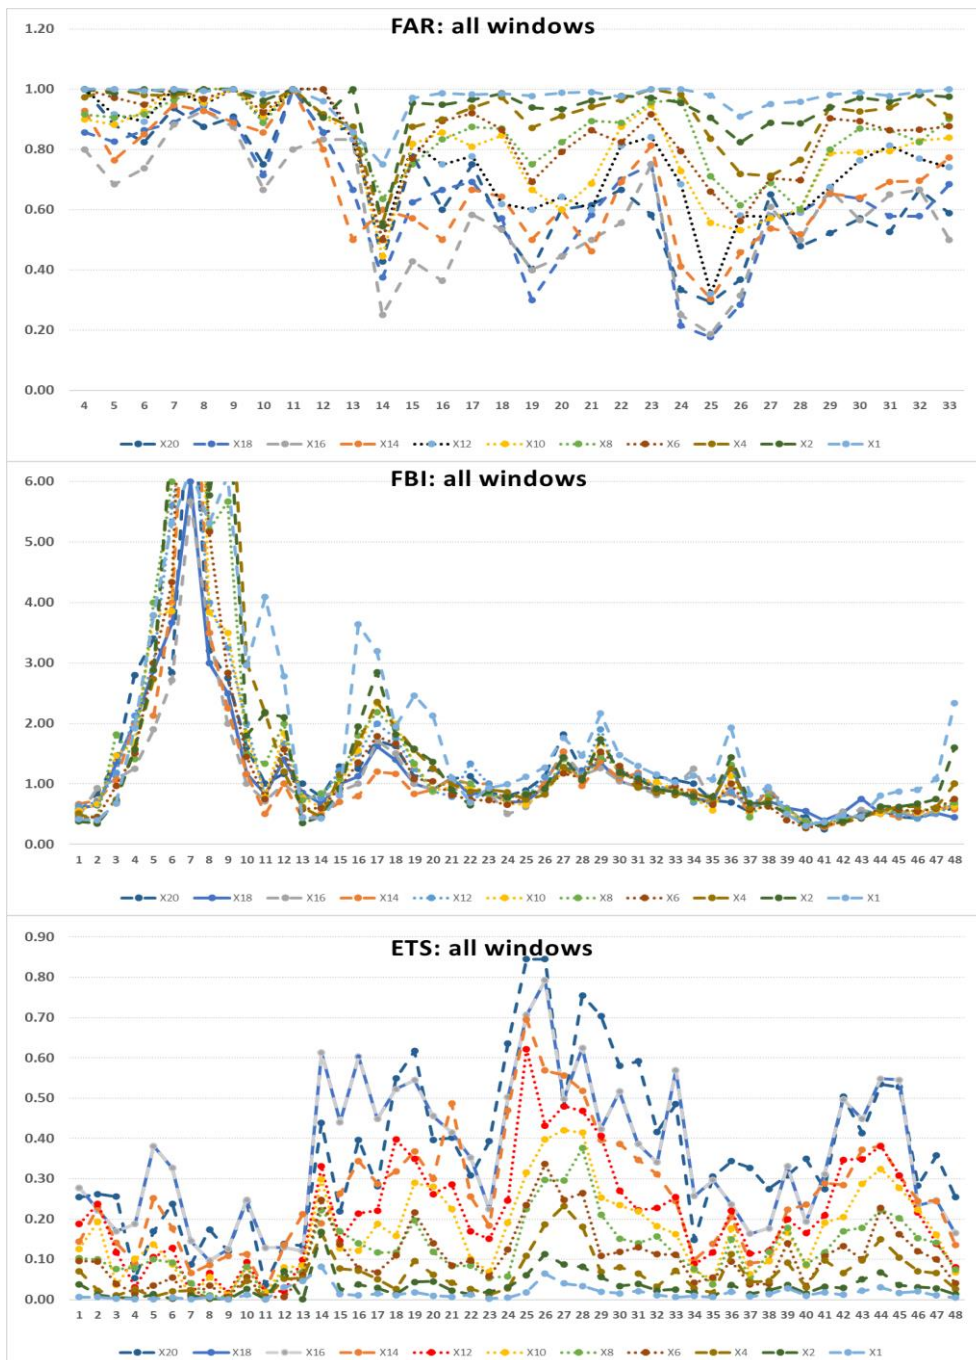 FAR: all windows
1.20
1.00
0.80
0.60
0.40
0.20
0.00
4 5 6 7 8 9 10 11 12 13 14 15 16 17 18 19 20 21 22 23 24 25 26 27 28 29 30 31 32 33
X20 X18 X16 X14 X12 X10 X8 X6 X4 X2 X1
FBI: all windows
6.00
5.00
4.00
3.00
2.00
1.00
0.00
1 2 3 4 5 6 7 8 9 10 11 12 13 14 15 16 17 18 19 20 21 22 23 24 25 26 27 28 29 30 31 32 33 34 35 36 37 38 39 40 41 42 43 44 45 46 47 48
X20 X18 X16 X14 X12 X10 X8 X6 X4 X2 X1
ETS: all windows
0.90
0.80
0.70
0.60
0.50
0.40
0.30
0.20
0.10
0.00
1 2 3 4 5 6 7 8 9 10 11 12 13 14 15 16 17 18 19 20 21 22 23 24 25 26 27 28 29 30 31 32 33 34 35 36 37 38 39 40 41 42 43 44 45 46 47 48
X20 X18 X16 X14 X12 X10 X8 X6 X4 X2 X1